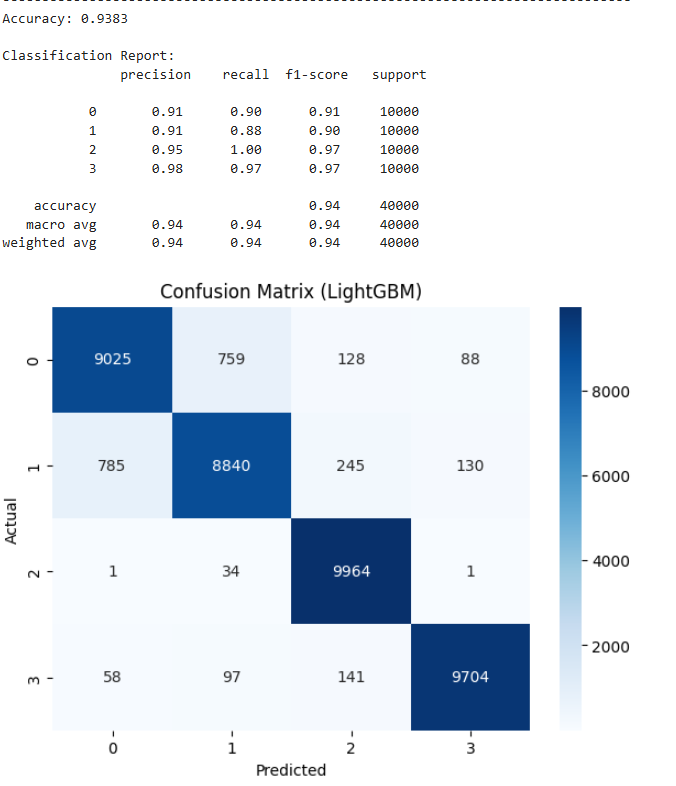 --------------------------------------------------------------------------------
Accuracy: 0.9383
Classification Report:
precision recall f1-score support
0 0.91 0.90 0.91 10000
1 0.91 0.88 0.90 10000
2 0.95 1.00 0.97 10000
3 0.98 0.97 0.97 10000
accuracy 0.94 40000
macro avg 0.94 0.94 0.94 40000
weighted avg 0.94 0.94 0.94 40000
Confusion Matrix (LightGBM)
0 9025 759 128 88
1 785 8840 245 130
2 1 34 9964 1
3 58 97 141 9704
0 1 2 3
Predicted
Actual
8000
6000
4000
2000